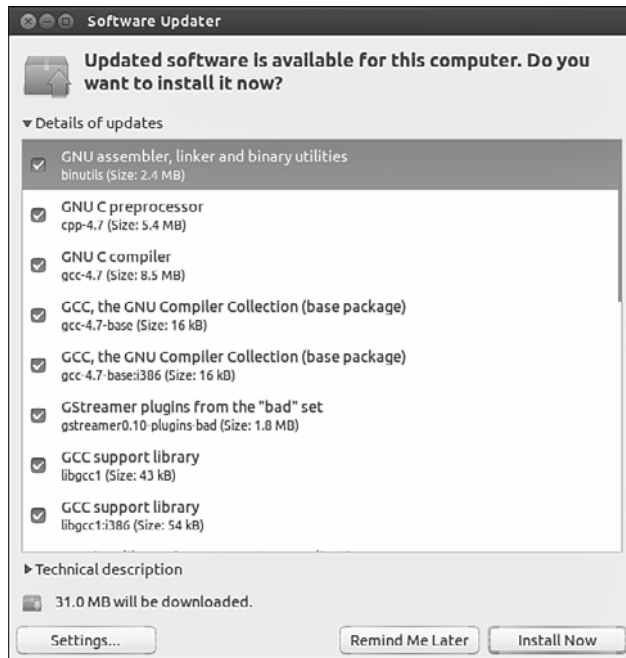 Software Updater
Updated software is available for this computer. Do you
want to install it now?
Details of updates
GNU assembler, linker and binary utilities
binutils (Size: 2.4 MB)
GNU C preprocessor
cpp-4.7 (Size: 5.4 MB)
GNU C compiler
gcc-4.7 (Size: 8.5 MB)
GCC, the GNU Compiler Collection (base package)
gcc-4.7-base (Size: 16 kB)
GCC, the GNU Compiler Collection (base package)
gcc-4.7-base:i386 (Size: 16 kB)
GStreamer plugins from the "bad" set
gstreamer0.10-plugins-bad (Size: 1.8 MB)
GCC support library
libgcc1 (Size: 43 kB)
GCC support library
libgcc1:i386 (Size: 54 kB)
Technical description
31.0 MB will be downloaded.
Settings...
Remind Me Later
Install Now